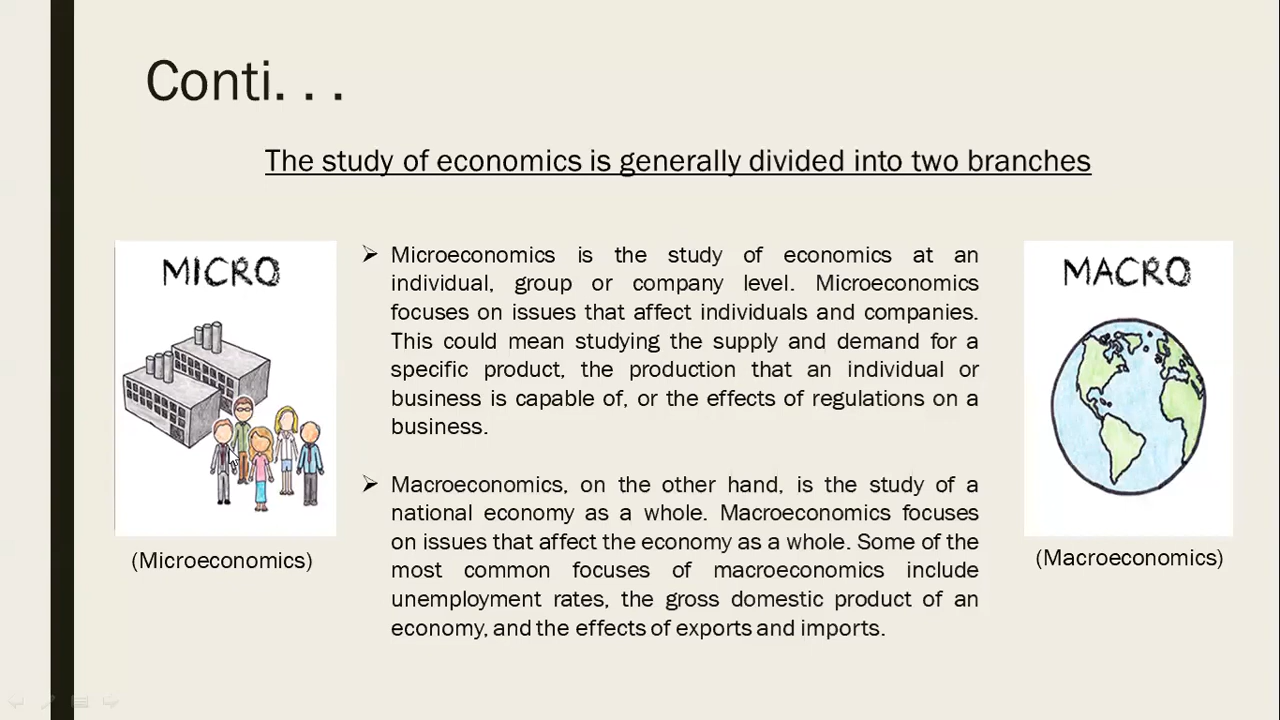 Conti. . .
The study of economics is generally divided into two branches
MICRO
(Microeconomics)
➢ Microeconomics is the study of economics at an
individual, group or company level. Microeconomics
focuses on issues that affect individuals and companies.
This could mean studying the supply and demand for a
specific product, the production that an individual or
business is capable of, or the effects of regulations on a
business.
➢ Macroeconomics, on the other hand, is the study of a
national economy as a whole. Macroeconomics focuses
on issues that affect the economy as a whole. Some of the
most common focuses of macroeconomics include
unemployment rates, the gross domestic product of an
economy, and the effects of exports and imports.
MACRO
(Macroeconomics)